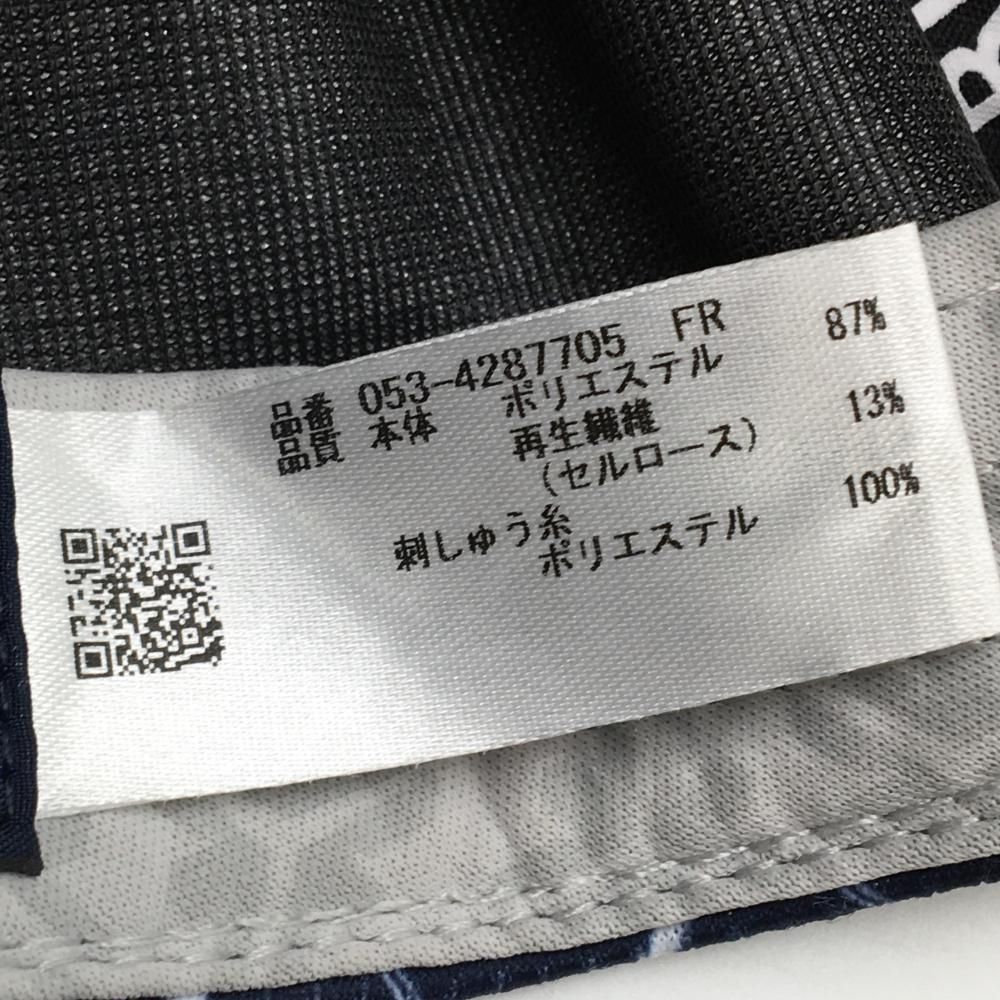 品番 053-4287705 FR
品質 本体 ポリエステル 87%
再生繊維 13%
(セルロース)
刺しゅう糸
ポリエステル 100%